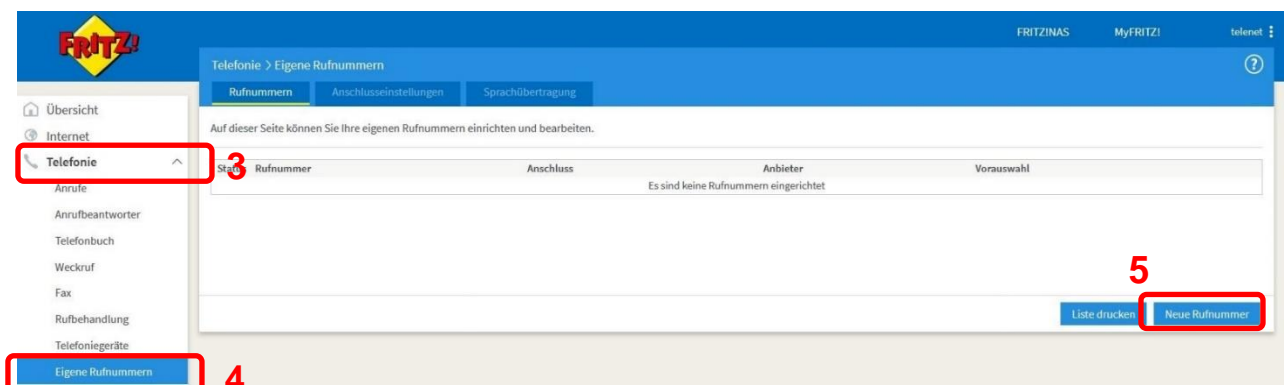 FRITZ!
FRITZ!NAS MyFRITZ! telenet
Telefonie > Eigene Rufnummern
?
Rufnummern Anschlusseinstellungen Sprachübertragung
Auf dieser Seite können Sie Ihre eigenen Rufnummern einrichten und bearbeiten.
Übersicht
Internet
Telefonie
3
Anrufe
Anrufbeantworter
Telefonbuch
Weckruf
Fax
Rufbehandlung
Telefoniegeräte
Eigene Rufnummern
4
Rufnummer Anschluss Anbieter Vorauswahl
Es sind keine Rufnummern eingerichtet
5
Liste drucken Neue Rufnummer